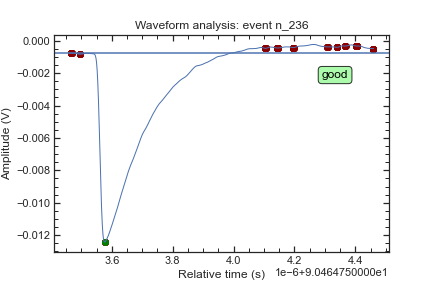 Waveform analysis: event n_236
Amplitude (V)
0.000
−0.002
−0.004
−0.006
−0.008
−0.010
−0.012
good
3.6
3.8
4.0
4.2
4.4
Relative time (s)
1e−6+9.0464750000e1